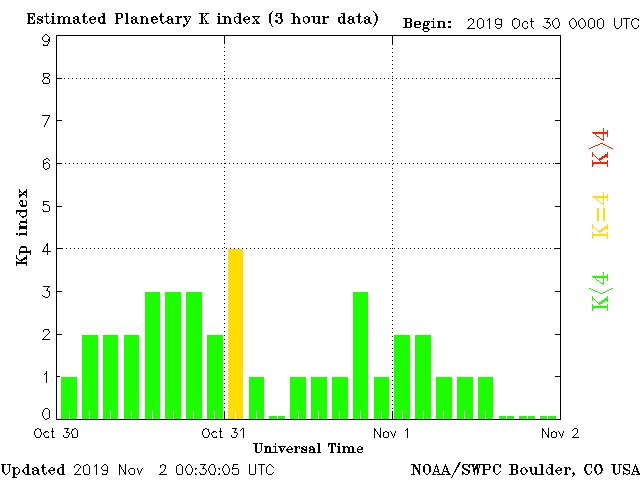 Estimated Planetary K index (3 hour data) Begin: 2019 Oct 30 0000 UTC
9
8
7
6
5
4
3
2
1
0
Kp index
K>4
K=4
K<4
Oct 30 Oct 31 Nov 1 Nov 2
Universal Time
Updated 2019 Nov 2 00:30:05 UTC NOAA/SWPC Boulder, CO USA